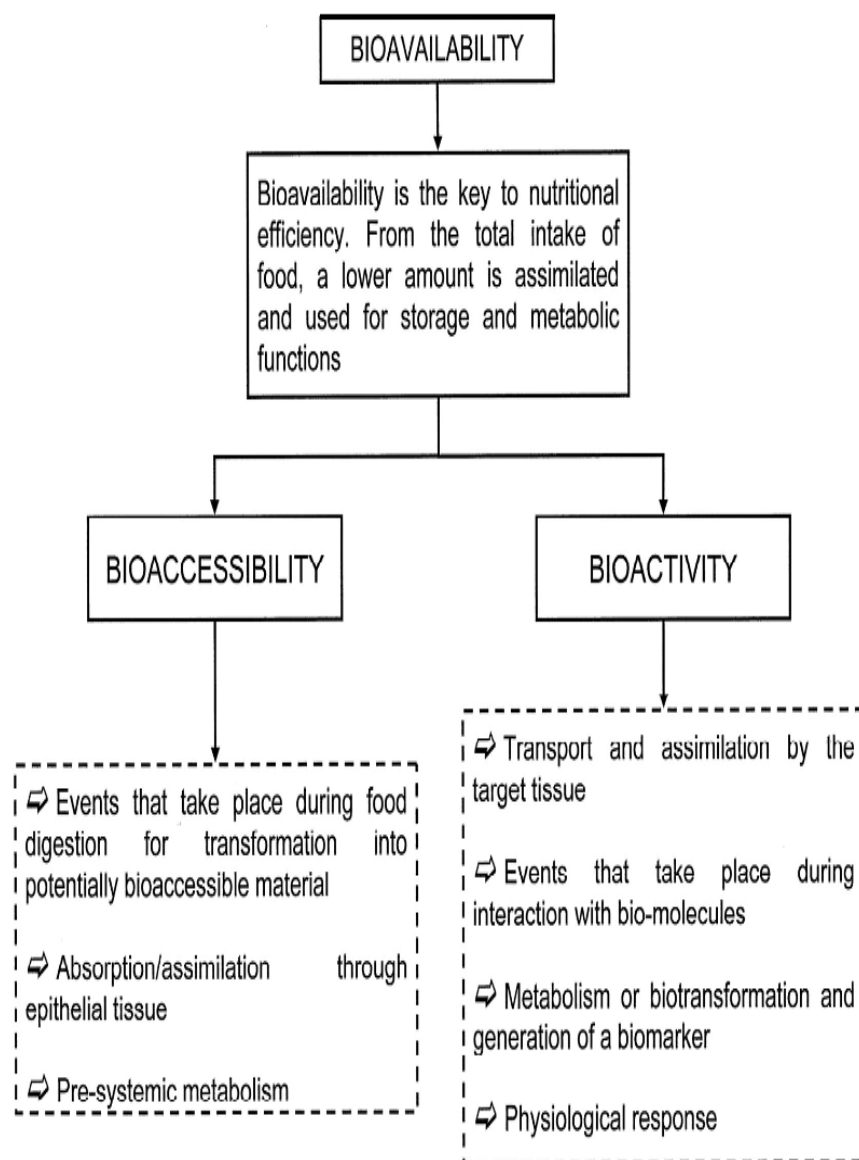 BIOAVAILABILITY
Bioavailability is the key to nutritional
efficiency. From the total intake of
food, a lower amount is assimilated
and used for storage and metabolic
functions
BIOACCESSIBILITY
BIOACTIVITY
⇨ Events that take place during food
digestion for transformation into
potentially bioaccessible material
⇨ Absorption/assimilation through
epithelial tissue
⇨ Pre-systemic metabolism
⇨ Transport and assimilation by the
target tissue
⇨ Events that take place during
interaction with bio-molecules
⇨ Metabolism or biotransformation and
generation of a biomarker
⇨ Physiological response